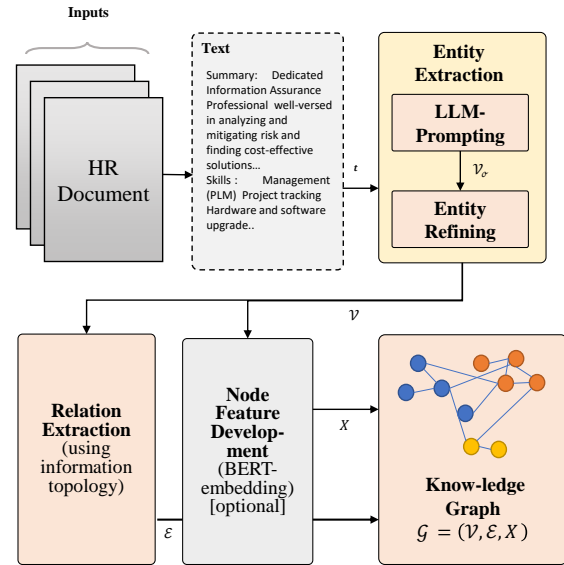 Inputs
HR
Document
Text
Summary: Dedicated
Information Assurance
Professional well-versed
in analyzing and
mitigating risk and
finding cost-effective
solutions…
Skills : Management
(PLM) Project tracking
Hardware and software
upgrade..
t
Entity
Extraction
LLM-
Prompting
𝒱σ
Entity
Refining
𝒱
Relation
Extraction
(using
information
topology)
ℰ
Node
Feature
Develop-
ment
(BERT-
embedding)
[optional]
X
Know-ledge
Graph
𝒢 = (𝒱, ℰ, X)